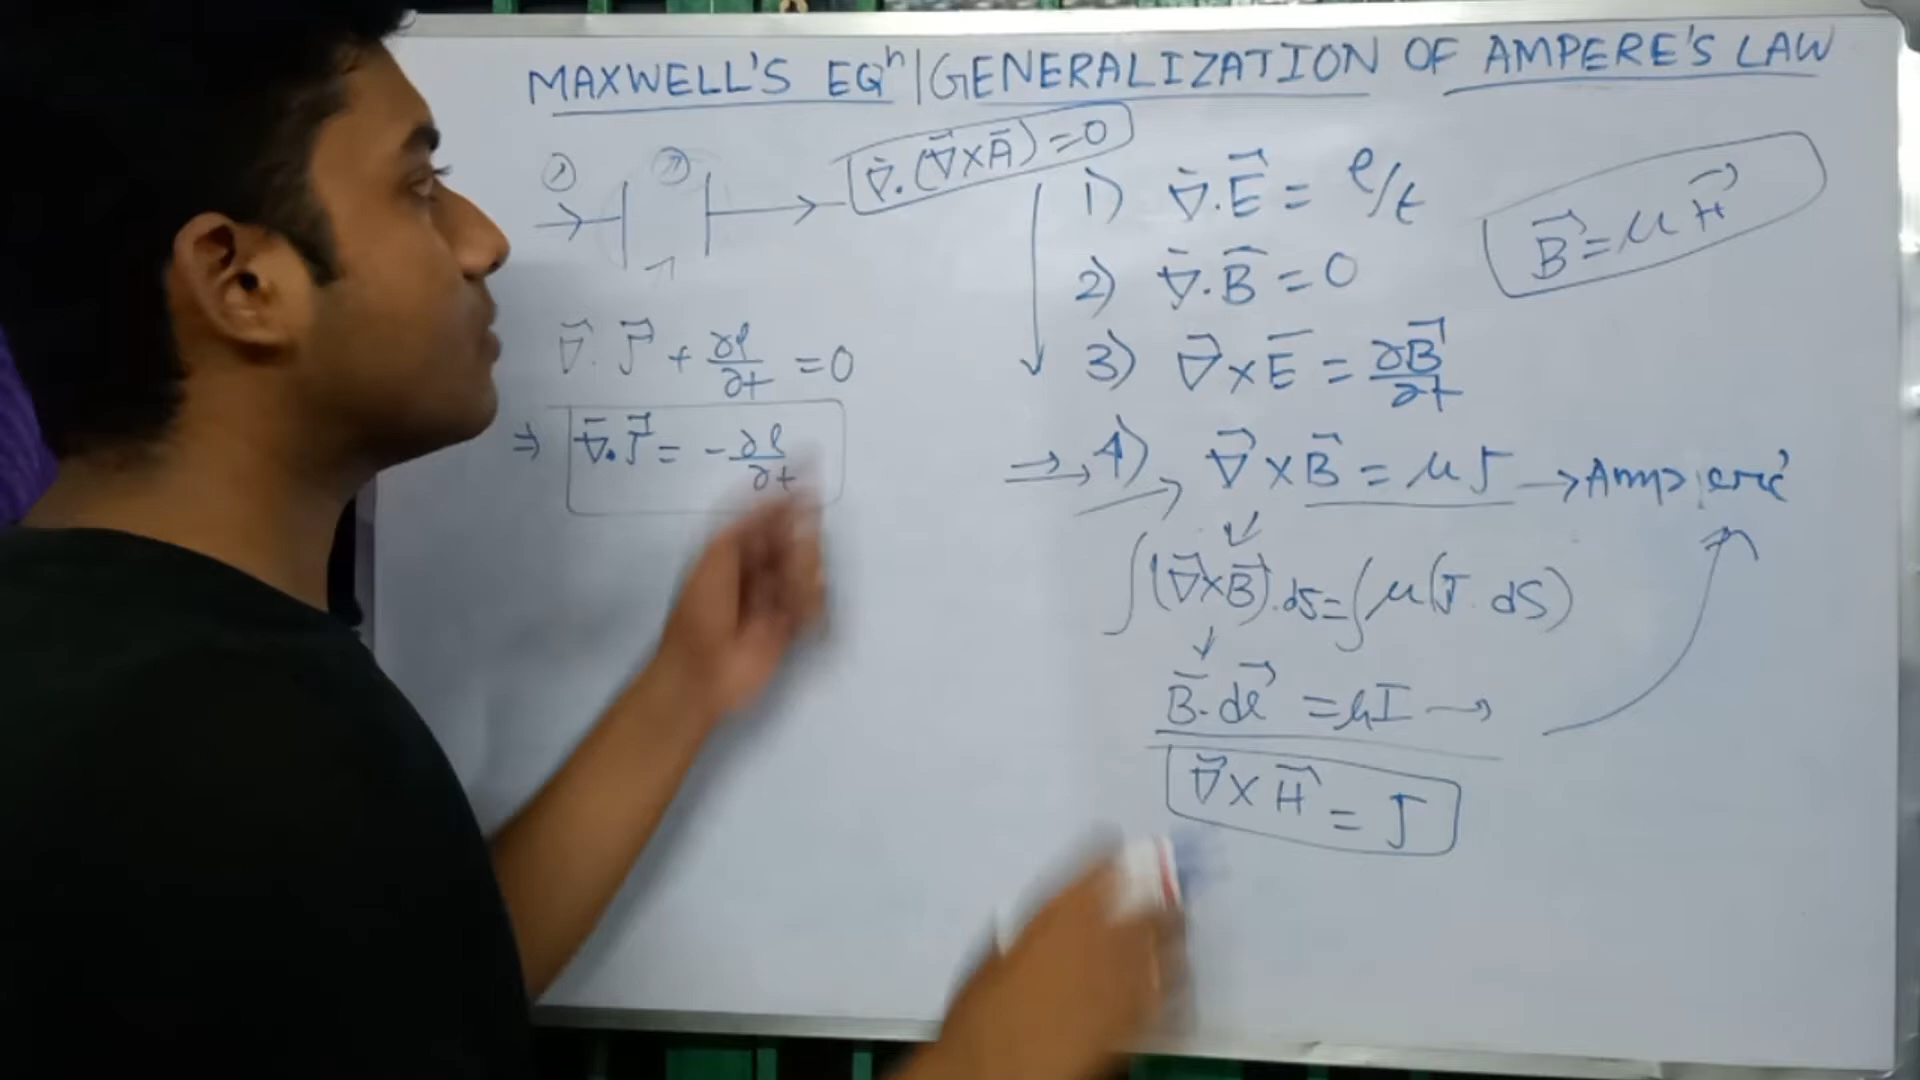 MAXWELL'S EQⁿ | GENERALIZATION OF AMPERE'S LAW
① ②
∇⃗.(∇⃗×A⃗)=0
∇⃗.J⃗ + ∂ρ/∂t = 0
⇒ ∇⃗.J⃗ = -∂ρ/∂t
1) ∇⃗.E⃗ = ρ/ε
B⃗ = μH⃗
2) ∇⃗.B⃗ = 0
3) ∇⃗×E⃗ = ∂B⃗/∂t
⇒ 4) ∇⃗×B⃗ = μJ → Ampere'
∫(∇⃗×B⃗).ds = ∫μ(J.dS)
B⃗.dl⃗ = μI →
∇⃗×H⃗ = J